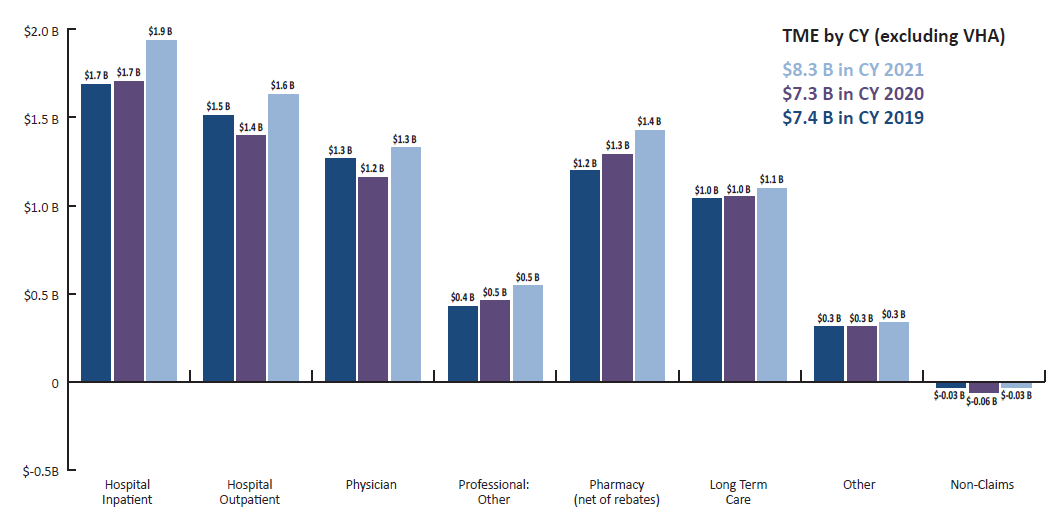 TME by CY (excluding VHA)
$8.3 B in CY 2021
$7.3 B in CY 2020
$7.4 B in CY 2019
$2.0 B
$1.5 B
$1.0 B
$0.5 B
0
$-0.5B
$1.7 B
$1.7 B
$1.9 B
$1.5 B
$1.4 B
$1.6 B
$1.3 B
$1.2 B
$1.3 B
$0.4 B
$0.5 B
$0.5 B
$1.2 B
$1.3 B
$1.4 B
$1.0 B
$1.0 B
$1.1 B
$0.3 B
$0.3 B
$0.3 B
$-0.03 B
$-0.06 B
$-0.03 B
Hospital
Inpatient
Hospital
Outpatient
Physician
Professional:
Other
Pharmacy
(net of rebates)
Long Term
Care
Other
Non-Claims